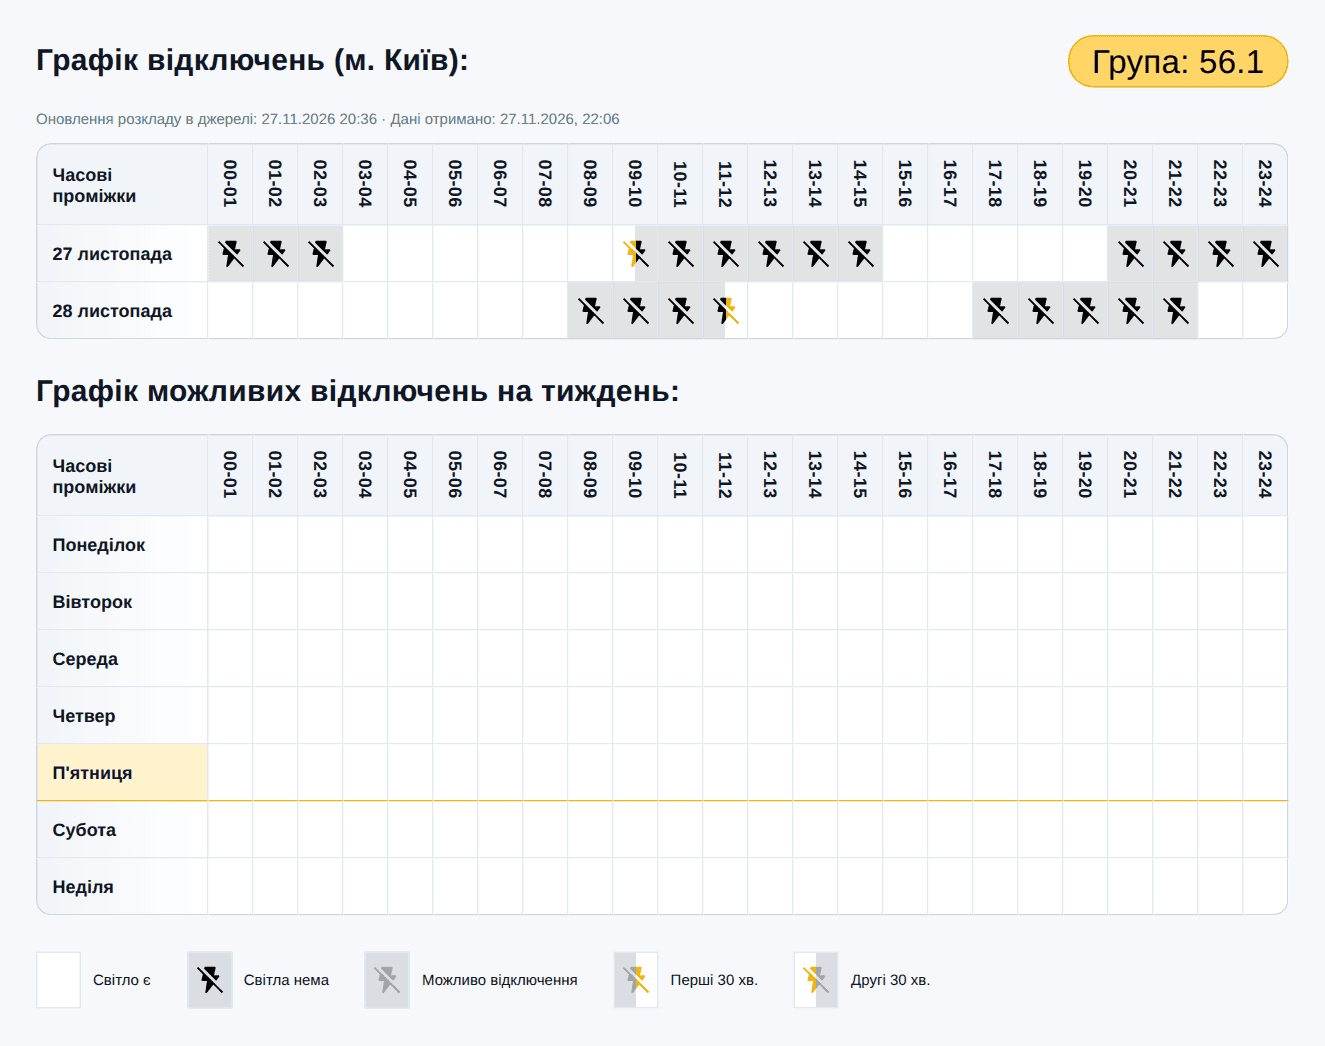 Графік відключень (м. Київ):
Група: 56.1
Оновлення розкладу в джерелі: 27.11.2026 20:36 · Дані отримано: 27.11.2026, 22:06
Часові проміжки 00-01 01-02 02-03 03-04 04-05 05-06 06-07 07-08 08-09 09-10 10-11 11-12 12-13 13-14 14-15 15-16 16-17 17-18 18-19 19-20 20-21 21-22 22-23 23-24
27 листопада
28 листопада
Графік можливих відключень на тиждень:
Часові проміжки 00-01 01-02 02-03 03-04 04-05 05-06 06-07 07-08 08-09 09-10 10-11 11-12 12-13 13-14 14-15 15-16 16-17 17-18 18-19 19-20 20-21 21-22 22-23 23-24
Понеділок
Вівторок
Середа
Четвер
П'ятниця
Субота
Неділя
Світло є Світла нема Можливо відключення Перші 30 хв. Другі 30 хв.